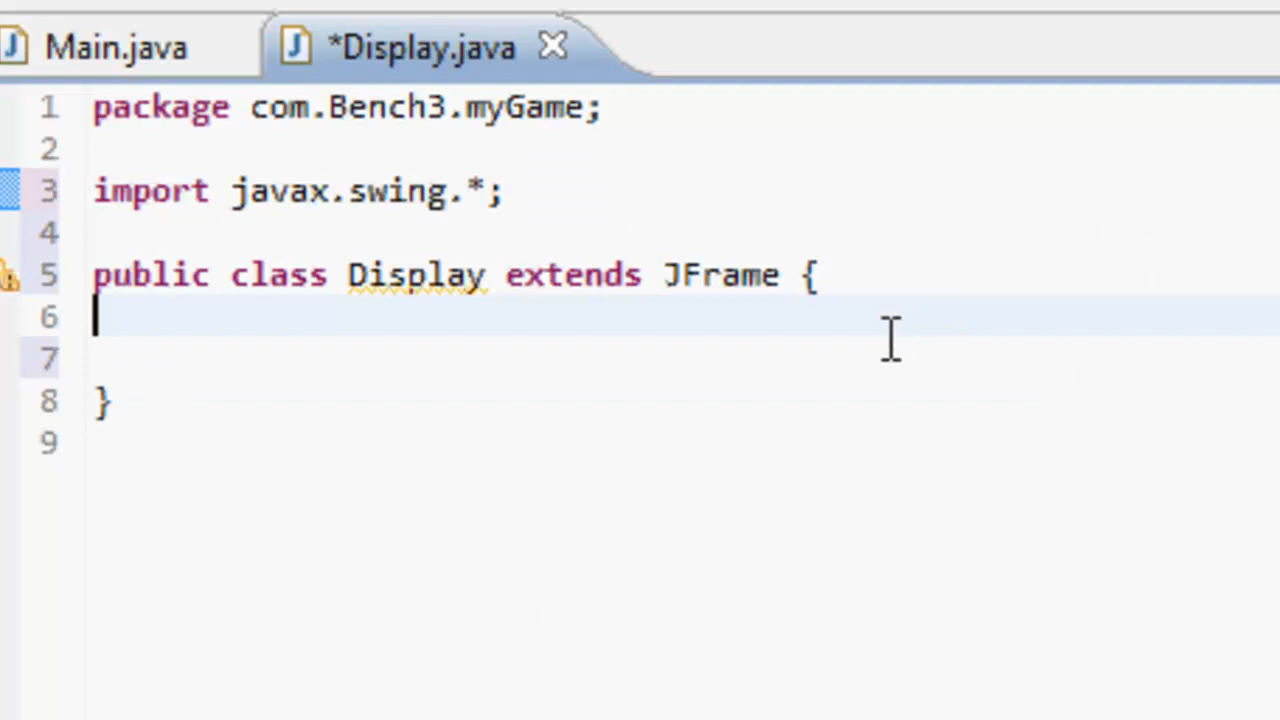 Main.java
*Display.java
1 package com.Bench3.myGame;
2
3 import javax.swing.*;
4
5 public class Display extends JFrame {
6
7
8 }
9